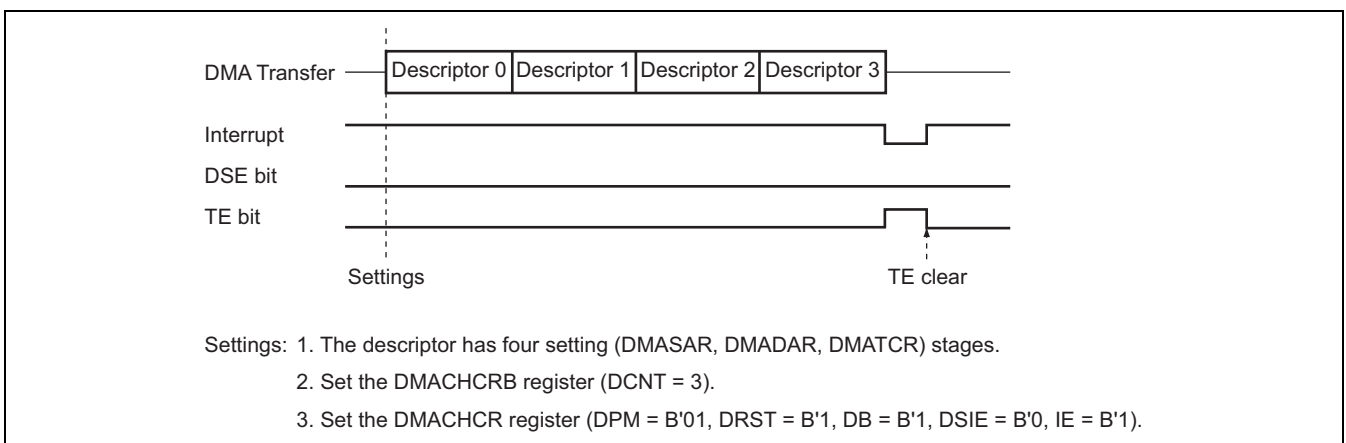 DMA Transfer Descriptor 0 Descriptor 1 Descriptor 2 Descriptor 3
Interrupt
DSE bit
TE bit
Settings TE clear
Settings: 1. The descriptor has four setting (DMASAR, DMADAR, DMATCR) stages.
2. Set the DMACHCRB register (DCNT = 3).
3. Set the DMACHCR register (DPM = B'01, DRST = B'1, DB = B'1, DSIE = B'0, IE = B'1).